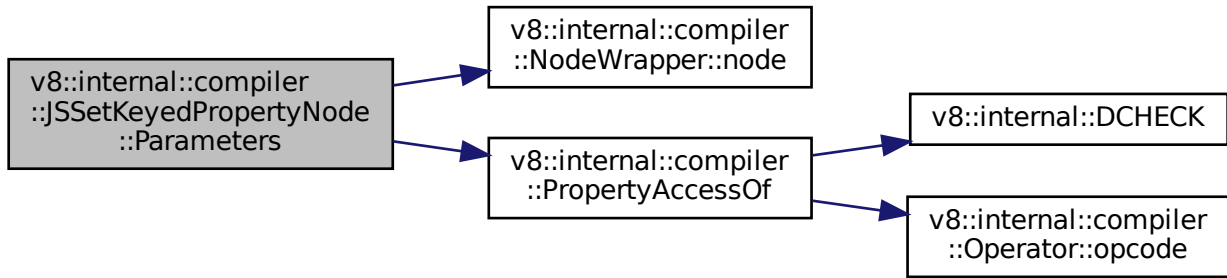 v8::internal::compiler
::JSSetKeyedPropertyNode
::Parameters
v8::internal::compiler
::NodeWrapper::node
v8::internal::compiler
::PropertyAccessOf
v8::internal::DCHECK
v8::internal::compiler
::Operator::opcode